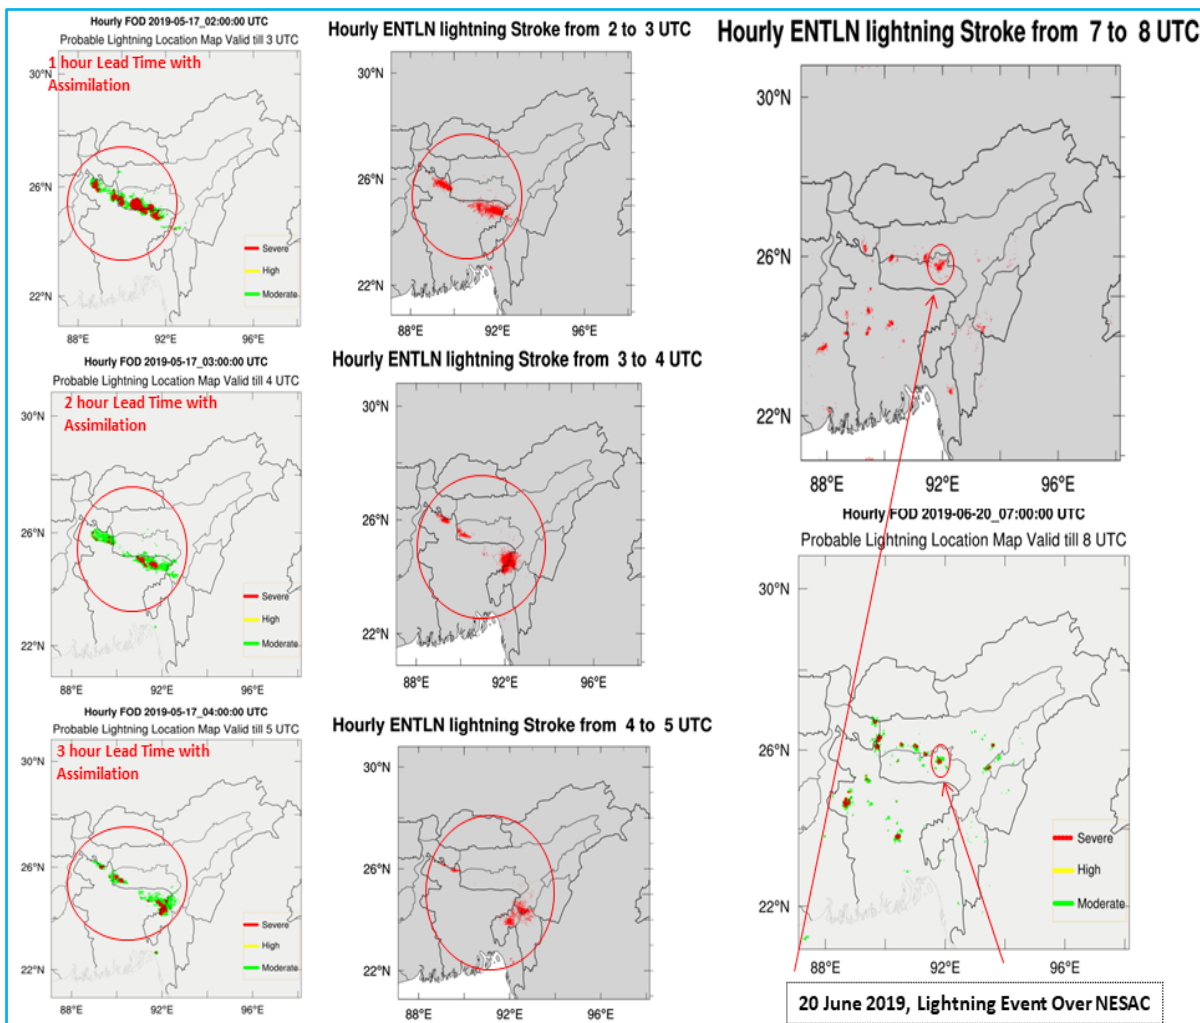 Hourly FOD 2019-05-17_02:00:00 UTC
Probable Lightning Location Map Valid till 3 UTC
1 hour Lead Time with
Assimilation
30°N
26°N
22°N
88°E
92°E
96°E
Severe
High
Moderate
Hourly ENTLN lightning Stroke from 2 to 3 UTC
30°N
26°N
22°N
88°E
92°E
96°E
Hourly FOD 2019-05-17_03:00:00 UTC
Probable Lightning Location Map Valid till 4 UTC
2 hour Lead Time with
Assimilation
30°N
26°N
22°N
88°E
92°E
96°E
Severe
High
Moderate
Hourly ENTLN lightning Stroke from 3 to 4 UTC
30°N
26°N
22°N
88°E
92°E
96°E
Hourly FOD 2019-05-17_04:00:00 UTC
Probable Lightning Location Map Valid till 5 UTC
3 hour Lead Time with
Assimilation
30°N
26°N
22°N
88°E
92°E
96°E
Severe
High
Moderate
Hourly ENTLN lightning Stroke from 4 to 5 UTC
30°N
26°N
22°N
88°E
92°E
96°E
Hourly ENTLN lightning Stroke from 7 to 8 UTC
30°N
26°N
22°N
88°E
92°E
96°E
Hourly FOD 2019-06-20_07:00:00 UTC
Probable Lightning Location Map Valid till 8 UTC
30°N
26°N
22°N
88°E
92°E
96°E
Severe
High
Moderate
20 June 2019, Lightning Event Over NESAC